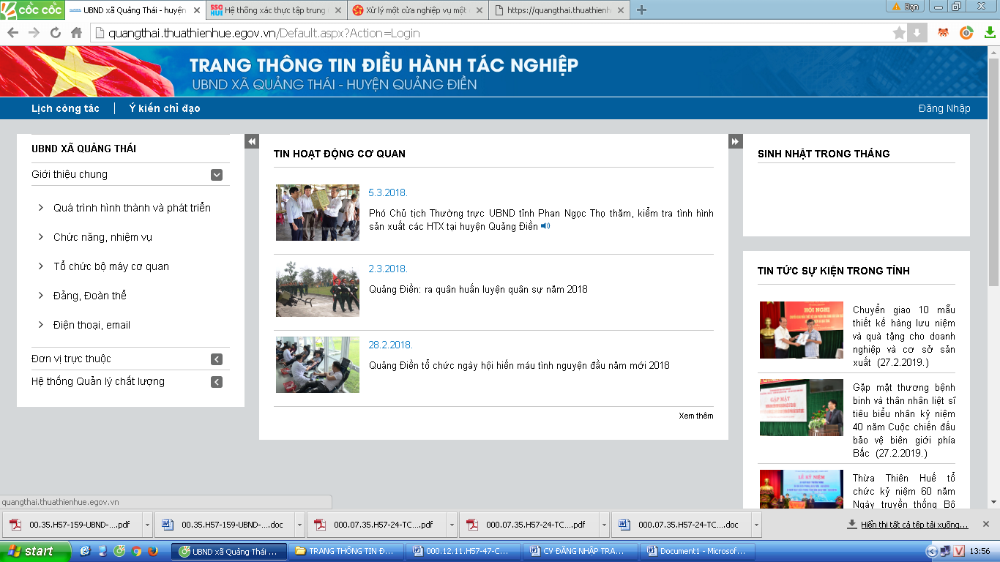 cốc cốc
UBND xã Quảng Thái - huyện
Hệ thống xác thực tập trung
Xử lý một cửa nghiệp vụ một
https://quangthai.thuathienh
Bạn
quangthai.thuathienhue.egov.vn/Default.aspx?Action=Login
TRANG THÔNG TIN ĐIỀU HÀNH TÁC NGHIỆP
UBND XÃ QUẢNG THÁI - HUYỆN QUẢNG ĐIỀN
Lịch công tác
Ý kiến chỉ đạo
Đăng Nhập
UBND XÃ QUẢNG THÁI
Giới thiệu chung
Quá trình hình thành và phát triển
Chức năng, nhiệm vụ
Tổ chức bộ máy cơ quan
Đảng, Đoàn thể
Điện thoại, email
Đơn vị trực thuộc
Hệ thống Quản lý chất lượng
TIN HOẠT ĐỘNG CƠ QUAN
5.3.2018.
Phó Chủ tịch Thường trực UBND tỉnh Phan Ngọc Thọ thăm, kiểm tra tình hình
sản xuất các HTX tại huyện Quảng Điền
2.3.2018.
Quảng Điền: ra quân huấn luyện quân sự năm 2018
28.2.2018.
Quảng Điền tổ chức ngày hội hiến máu tình nguyện đầu năm mới 2018
Xem thêm
SINH NHẬT TRONG THÁNG
TIN TỨC SỰ KIỆN TRONG TỈNH
HỘI NGHỊ
Chuyển giao 10 mẫu
thiết kế hàng lưu niệm
và quà tặng cho doanh
nghiệp và cơ sở sản
xuất (27.2.2019.)
GẶP MẶT
Gặp mặt thương bệnh
binh và thân nhân liệt sĩ
tiêu biểu nhân kỷ niệm
40 năm Cuộc chiến đấu
bảo vệ biên giới phía
Bắc (27.2.2019.)
LỄ KỶ NIỆM
Thừa Thiên Huế tổ
chức kỷ niệm 60 năm
Ngày truyền thống Bộ
quangthai.thuathienhue.egov.vn
00.35.H57-159-UBND-....pdf
00.35.H57-159-UBND-....doc
000.07.35.H57-24-TC....pdf
000.07.35.H57-24-TC....pdf
000.07.35.H57-24-TC....doc
Hiển thị tất cả tệp tải xuống...
start
UBND xã Quảng Thái ...
TRANG THÔNG TIN Đ...
000.12.11.H57-47-C...
CV ĐĂNG NHẬP TRA...
Document1 - Microsof...
V
13:56